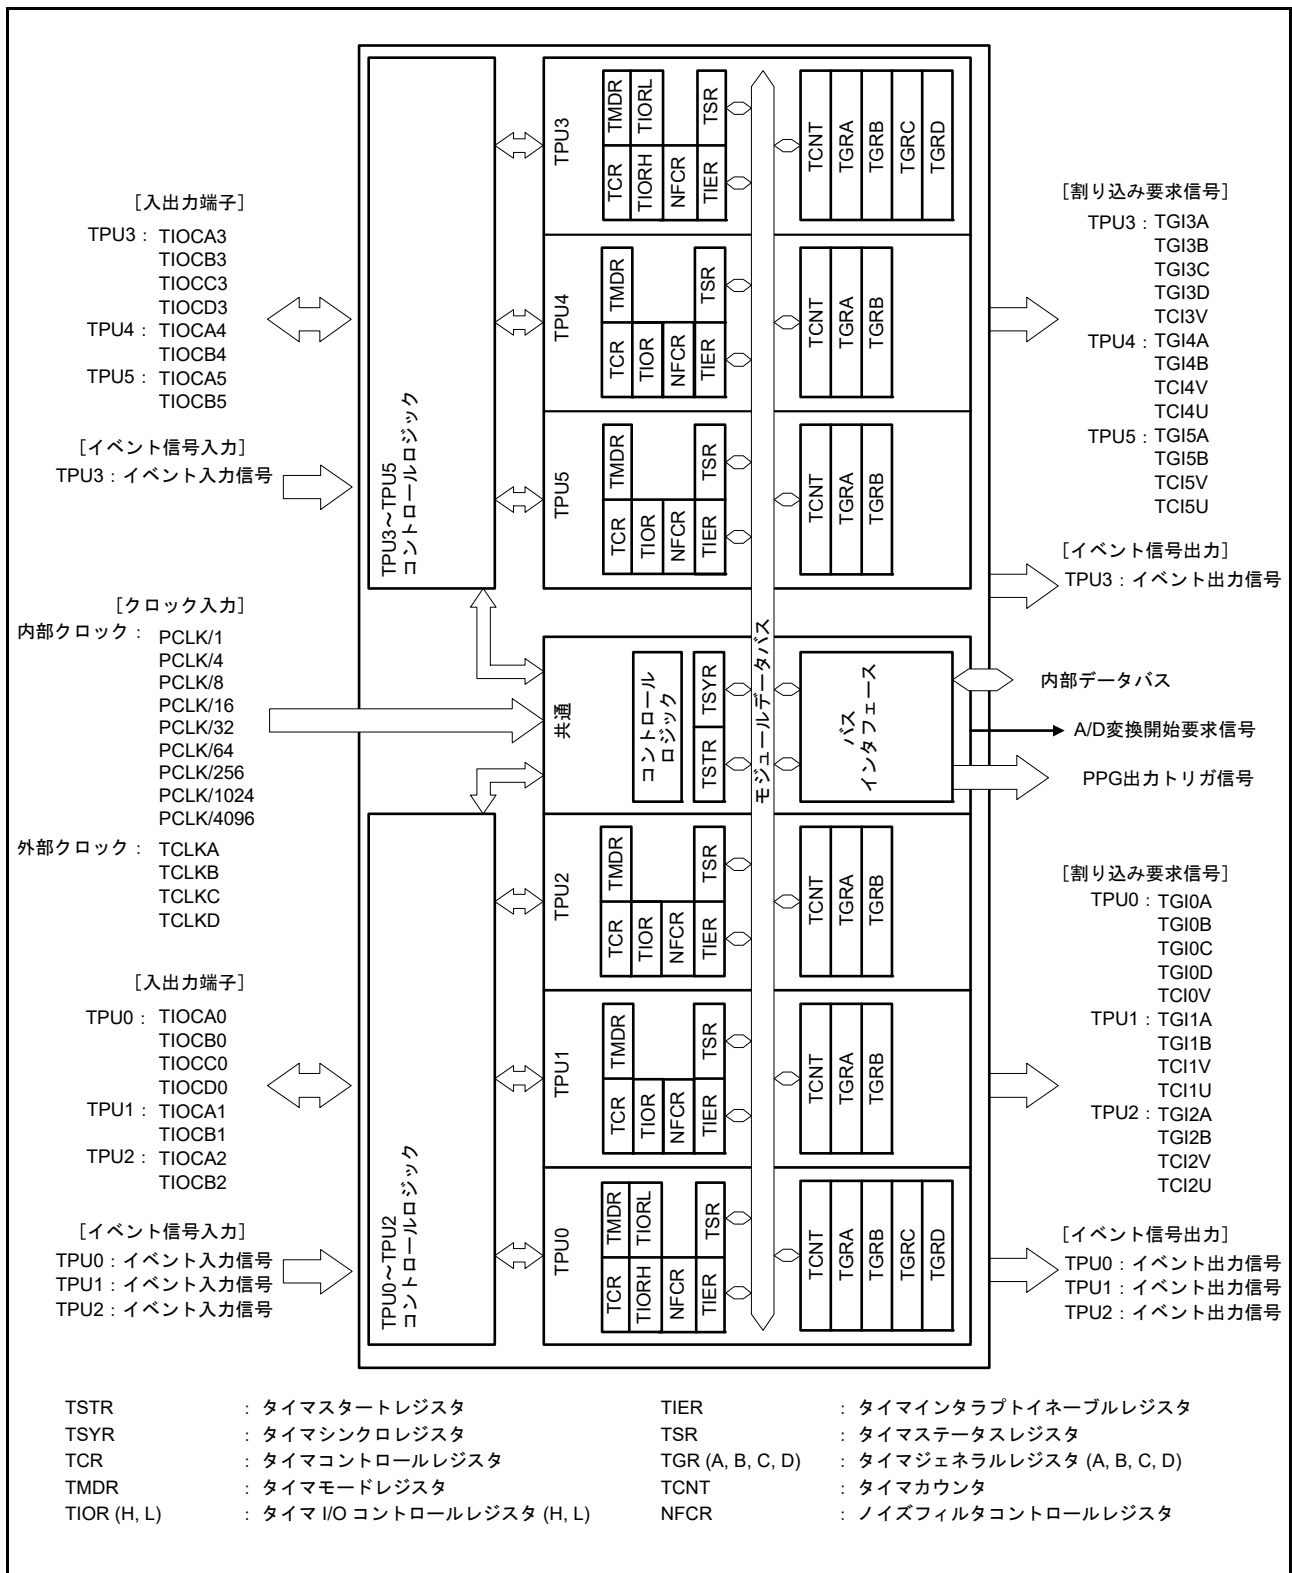 [入出力端子]
TPU3 : TIOCA3
TIOCB3
TIOCC3
TIOCD3
TPU4 : TIOCA4
TIOCB4
TPU5 : TIOCA5
TIOCB5
[イベント信号入力]
TPU3 : イベント入力信号
[クロック入力]
内部クロック : PCLK/1
PCLK/4
PCLK/8
PCLK/16
PCLK/32
PCLK/64
PCLK/256
PCLK/1024
PCLK/4096
外部クロック : TCLKA
TCLKB
TCLKC
TCLKD
[入出力端子]
TPU0 : TIOCA0
TIOCB0
TIOCC0
TIOCD0
TPU1 : TIOCA1
TIOCB1
TPU2 : TIOCA2
TIOCB2
[イベント信号入力]
TPU0 : イベント入力信号
TPU1 : イベント入力信号
TPU2 : イベント入力信号
TPU3～TPU5
コントロールロジック
TPU0～TPU2
コントロールロジック
TPU3
TCR
TMDR
TIORH
TIORL
NFCR
TIER
TSR
TCNT
TGRA
TGRB
TGRC
TGRD
TPU4
TCR
TMDR
TIOR
NFCR
TIER
TSR
TCNT
TGRA
TGRB
TPU5
TCR
TMDR
TIOR
NFCR
TIER
TSR
TCNT
TGRA
TGRB
共通
コントロール
ロジック
TSTR
TSYR
モジュールデータバス
バス
インタフェース
TPU2
TCR
TMDR
TIOR
NFCR
TIER
TSR
TCNT
TGRA
TGRB
TPU1
TCR
TMDR
TIOR
NFCR
TIER
TSR
TCNT
TGRA
TGRB
TPU0
TCR
TMDR
TIORH
TIORL
NFCR
TIER
TSR
TCNT
TGRA
TGRB
TGRC
TGRD
[割り込み要求信号]
TPU3 : TGI3A
TGI3B
TGI3C
TGI3D
TCI3V
TPU4 : TGI4A
TGI4B
TCI4V
TCI4U
TPU5 : TGI5A
TGI5B
TCI5V
TCI5U
[イベント信号出力]
TPU3 : イベント出力信号
内部データバス
A/D変換開始要求信号
PPG出力トリガ信号
[割り込み要求信号]
TPU0 : TGI0A
TGI0B
TGI0C
TGI0D
TCI0V
TPU1 : TGI1A
TGI1B
TCI1V
TCI1U
TPU2 : TGI2A
TGI2B
TCI2V
TCI2U
[イベント信号出力]
TPU0 : イベント出力信号
TPU1 : イベント出力信号
TPU2 : イベント出力信号
TSTR : タイマスタートレジスタ
TSYR : タイマシンクロレジスタ
TCR : タイマコントロールレジスタ
TMDR : タイマモードレジスタ
TIOR (H, L) : タイマ I/O コントロールレジスタ (H, L)
TIER : タイマインタラプトイネーブルレジスタ
TSR : タイマステータスレジスタ
TGR (A, B, C, D) : タイマジェネラルレジスタ (A, B, C, D)
TCNT : タイマカウンタ
NFCR : ノイズフィルタコントロールレジスタ